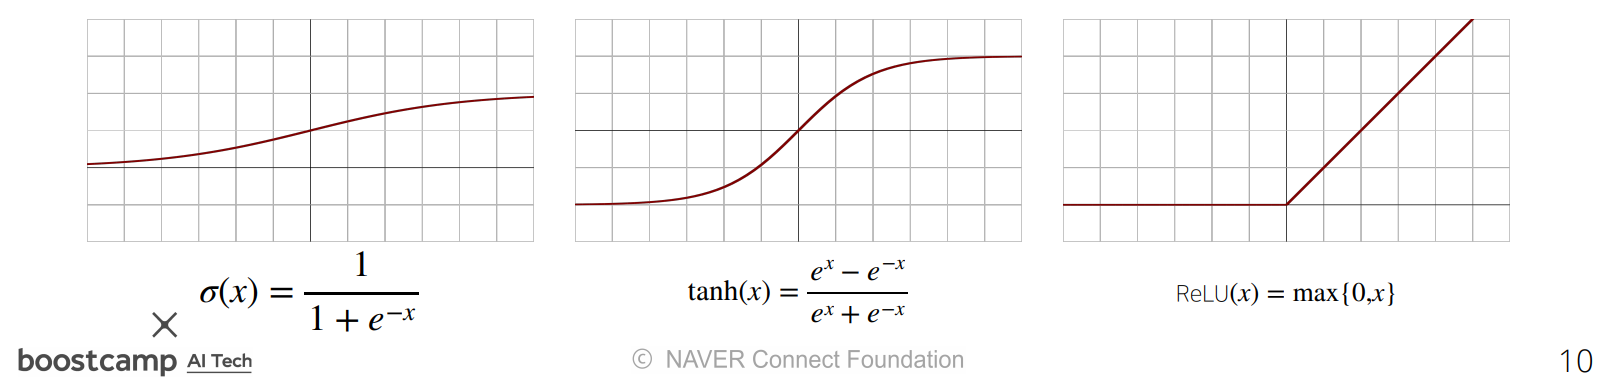 σ(x) = 1 / (1 + e^{−x})
tanh(x) = (e^x − e^{−x}) / (e^x + e^{−x})
ReLU(x) = max{0,x}
boostcamp AI Tech
© NAVER Connect Foundation
10